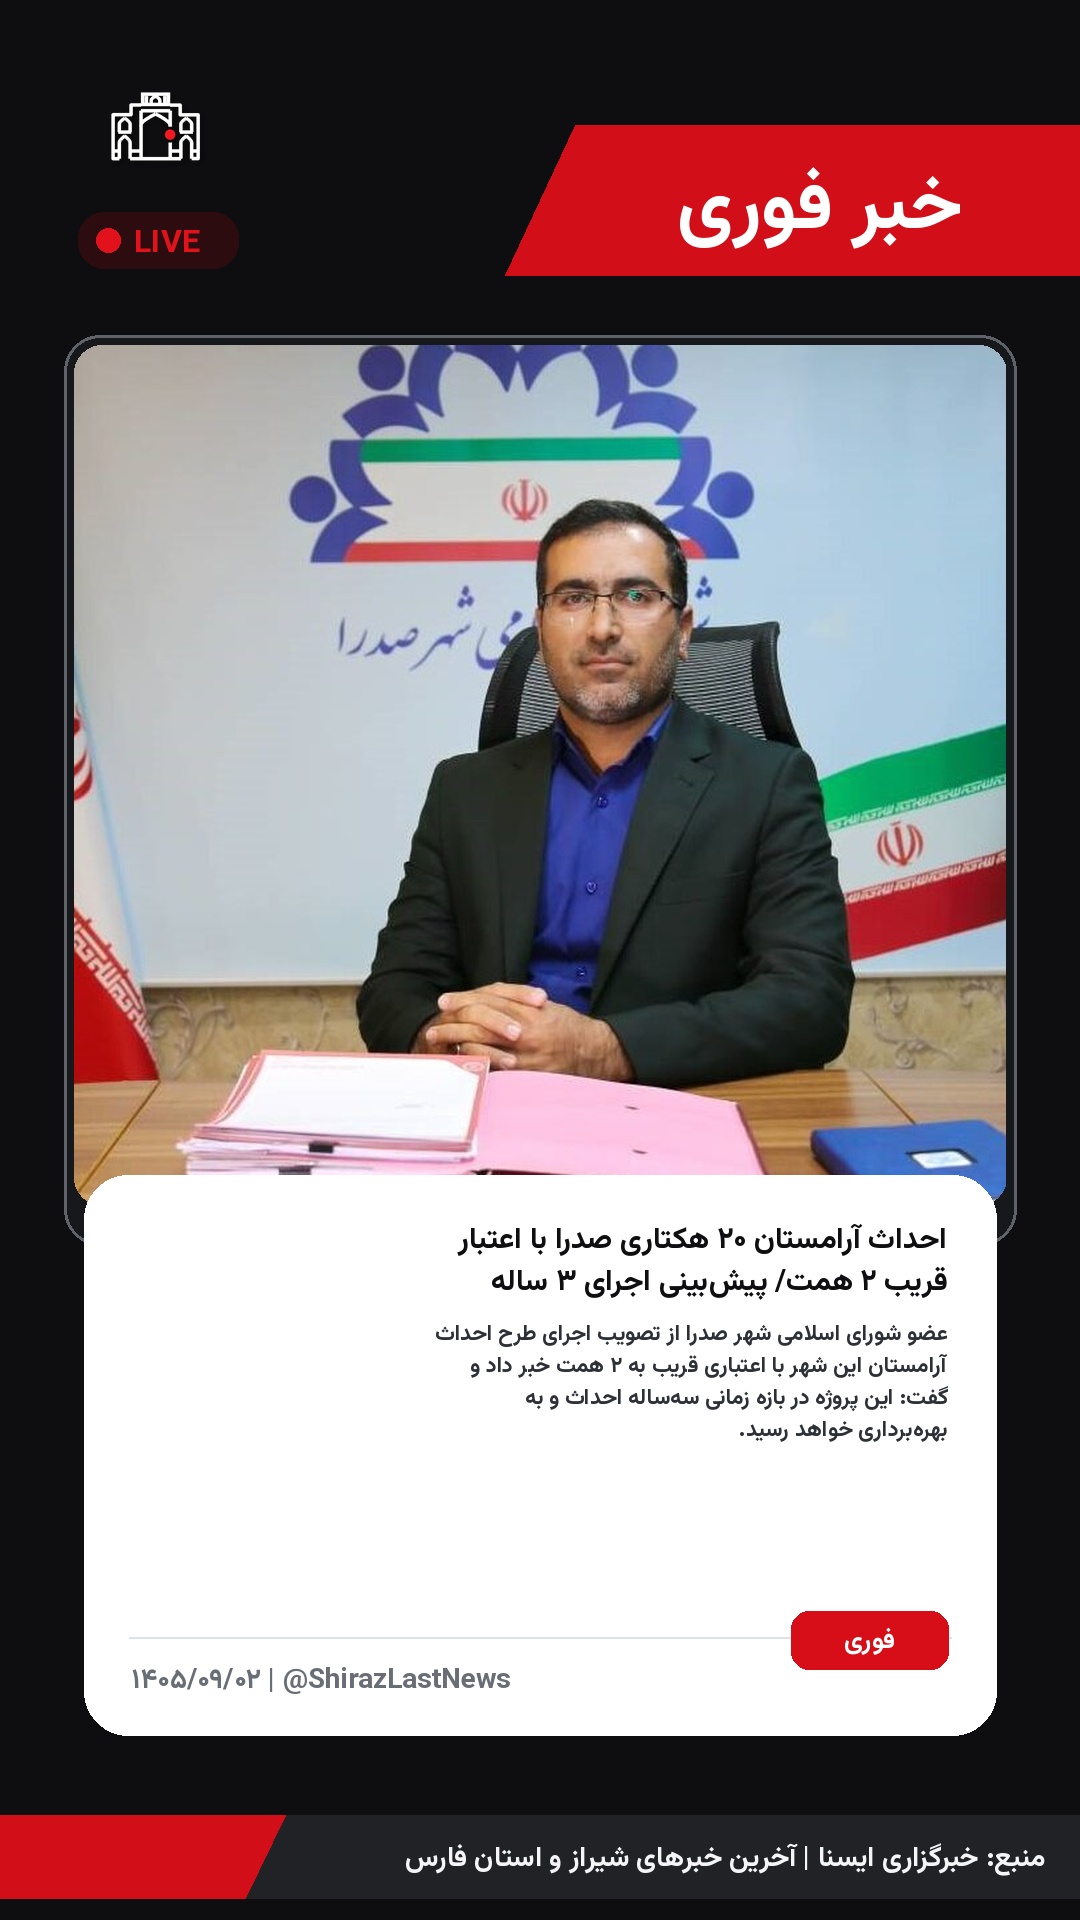 خبر فوری
LIVE
شهر صدرا
احداث آرامستان ۲۰ هکتاری صدرا با اعتبار
قریب ۲ همت/ پیش‌بینی اجرای ۳ ساله
عضو شورای اسلامی شهر صدرا از تصویب اجرای طرح احداث
آرامستان این شهر با اعتباری قریب به ۲ همت خبر داد و
گفت: این پروژه در بازه زمانی سه‌ساله احداث و به
بهره‌برداری خواهد رسید.
فوری
۱۴۰۵/۰۹/۰۲ | @ShirazLastNews
منبع: خبرگزاری ایسنا | آخرین خبرهای شیراز و استان فارس